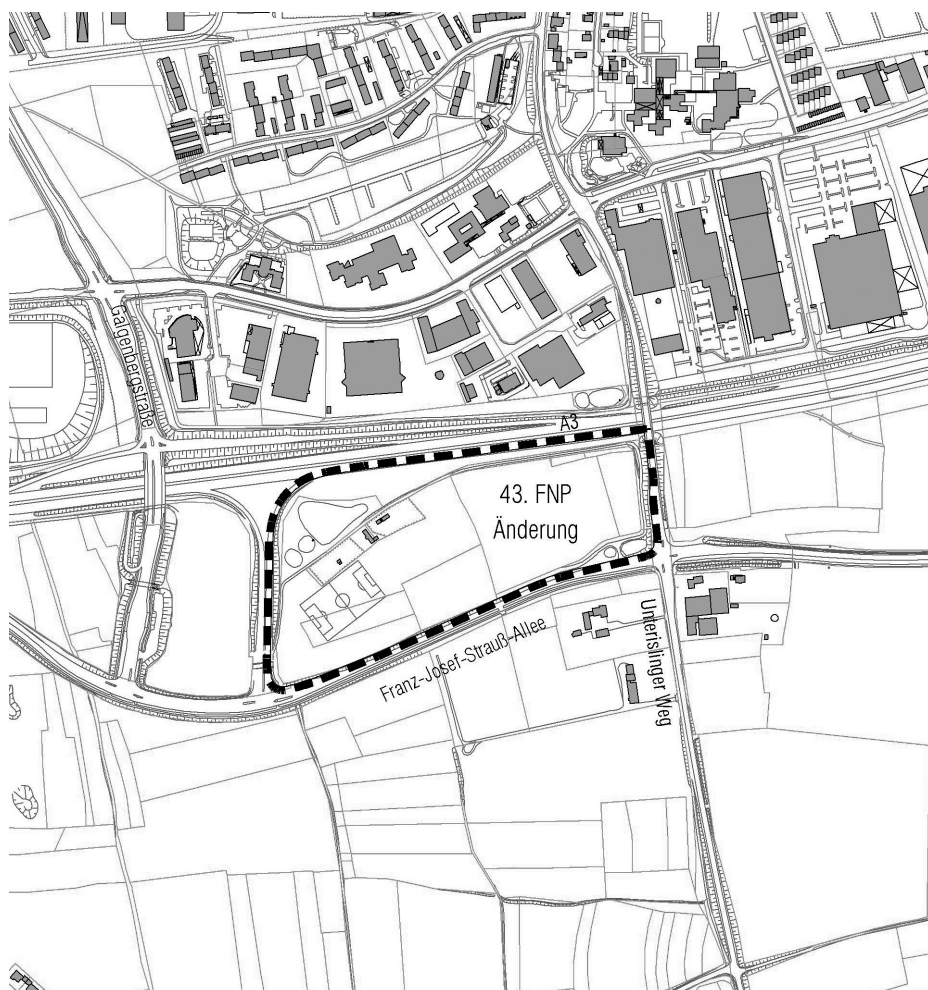 Galgenbergstraße
A3
43. FNP
Änderung
Franz-Josef-Strauß-Allee
Unterislinger Weg